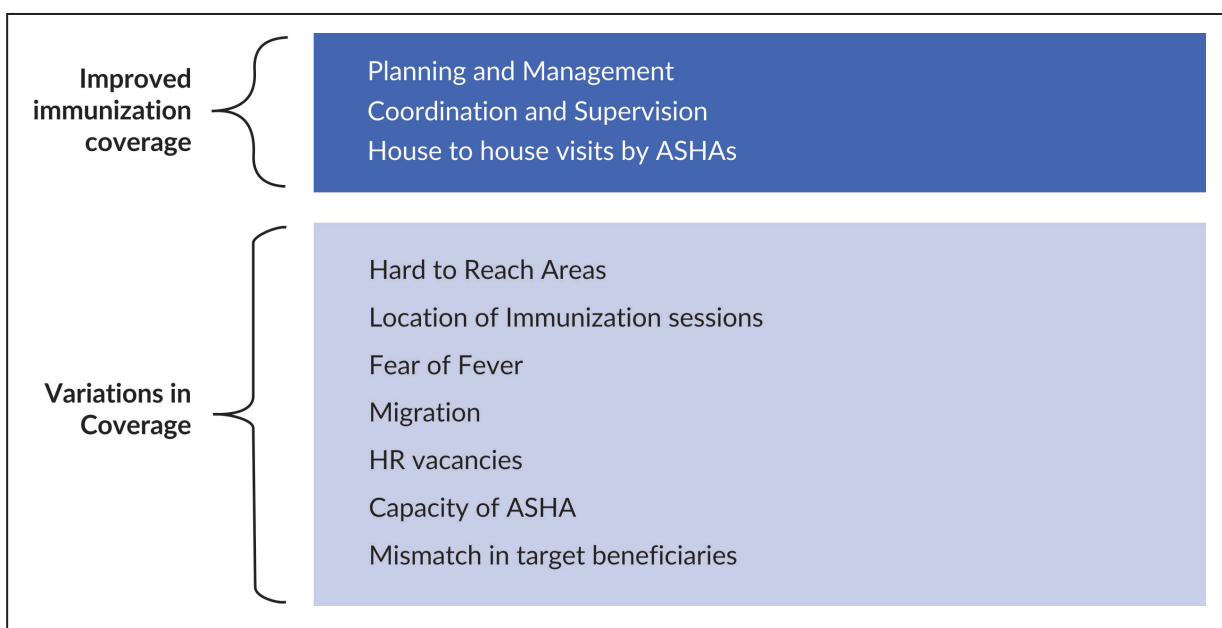 Improved
immunization
coverage
Planning and Management
Coordination and Supervision
House to house visits by ASHAs
Variations in
Coverage
Hard to Reach Areas
Location of Immunization sessions
Fear of Fever
Migration
HR vacancies
Capacity of ASHA
Mismatch in target beneficiaries